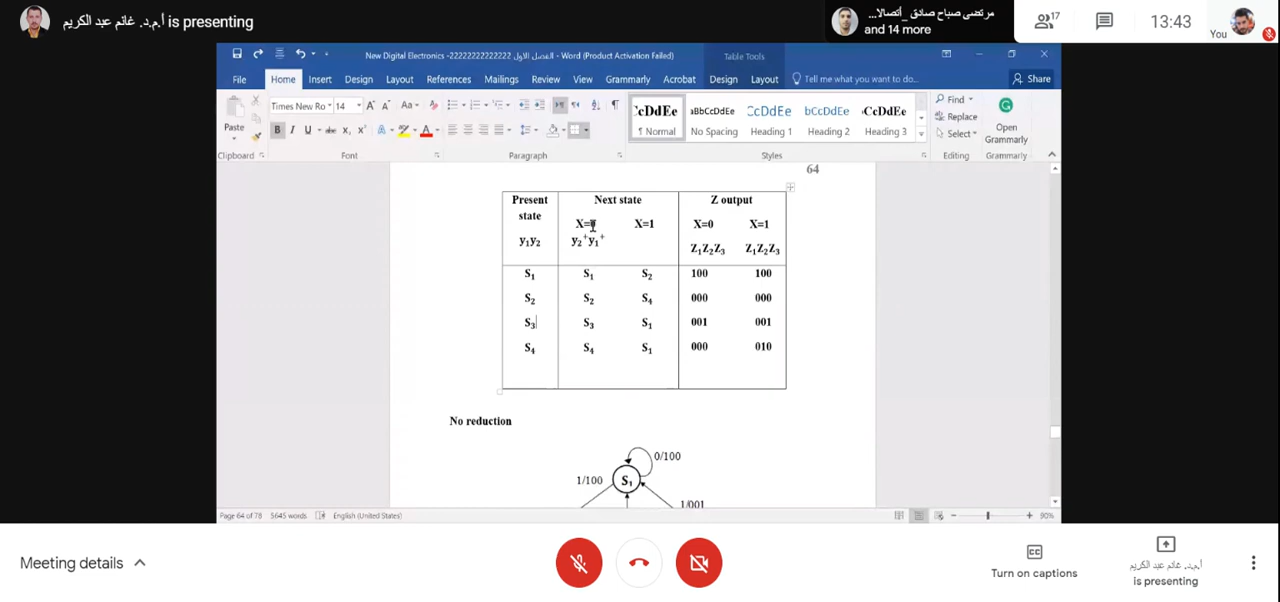 أ.م.د. غانم عبد الكريم is presenting
مرتضى صباح صادق _أتصالا...
and 14 more
17
13:43
You
New Digital Electronics -22222222222222 الفصل الاول - Word (Product Activation Failed)
Table Tools
File Home Insert Design Layout References Mailings Review View Grammarly Acrobat Design Layout Tell me what you want to do... Share
Paste
Times New Ro 14
B I U abc X₂ X²
AaBbCcDdEe
¶ Normal No Spacing Heading 1 Heading 2 Heading 3
Find
Replace
Select
Open
Grammarly
Clipboard Font Paragraph Styles Editing Grammarly
64
Present state Next state Z output
X=0 X=1 X=0 X=1
y₁y₂ y₂⁺y₁⁺ Z₁Z₂Z₃ Z₁Z₂Z₃
S₁ S₁ S₂ 100 100
S₂ S₂ S₄ 000 000
S₃ S₃ S₁ 001 001
S₄ S₄ S₁ 000 010
No reduction
0/100
1/100
S₁
1/001
Page 64 of 78 5645 words English (United States) 90%
Meeting details
Turn on captions
أ.م.د. غانم عبد الكريم
is presenting